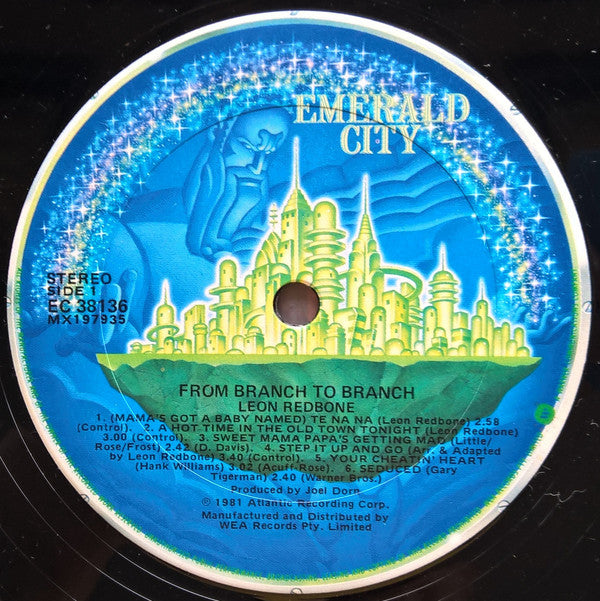 EMERALD
CITY
STEREO
SIDE 1
EC 38136
MX197935
FROM BRANCH TO BRANCH
LEON REDBONE
1. (MAMA'S GOT A BABY NAMED) TE NA NA (Leon Redbone) 2.58
(Control). 2. A HOT TIME IN THE OLD TOWN TONIGHT (Leon Redbone)
3.00 (Control). 3. SWEET MAMA PAPA'S GETTING MAD (Little/
Rose/Frost) 2.42 (D. Davis). 4. STEP IT UP AND GO (Arr. & Adapted
by Leon Redbone) 3.40 (Control). 5. YOUR CHEATIN' HEART
(Hank Williams) 3.02 (Acuff-Rose). 6. SEDUCED (Gary
Tigerman) 2.40 (Warner Bros.)
Produced by Joel Dorn
© 1981 Atlantic Recording Corp.
Manufactured and Distributed by
WEA Records Pty. Limited